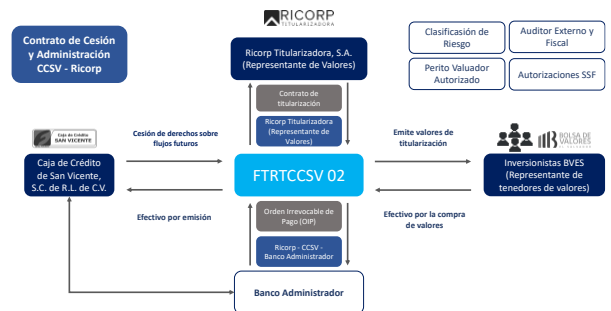 RICORP
TITULARIZADORA
Contrato de Cesión
y Administración
CCSV - Ricorp
Ricorp Titularizadora, S.A.
(Representante de Valores)
Clasificación de
Riesgo
Auditor Externo y
Fiscal
Perito Valuador
Autorizado
Autorizaciones SSF
Contrato de
titularización
Ricorp Titularizadora
(Representante de
Valores)
Caja de Crédito
SAN VICENTE
Cesión de derechos sobre
flujos futuros
Emite valores de
titularización
BOLSA DE
VALORES
Caja de Crédito
de San Vicente,
S.C. de R.L. de C.V.
FTRTCCSV 02
Inversionistas BVES
(Representante de
tenedores de valores)
Efectivo por emisión
Orden Irrevocable de
Pago (OIP)
Efectivo por la compra
de valores
Ricorp - CCSV -
Banco Administrador
Banco Administrador